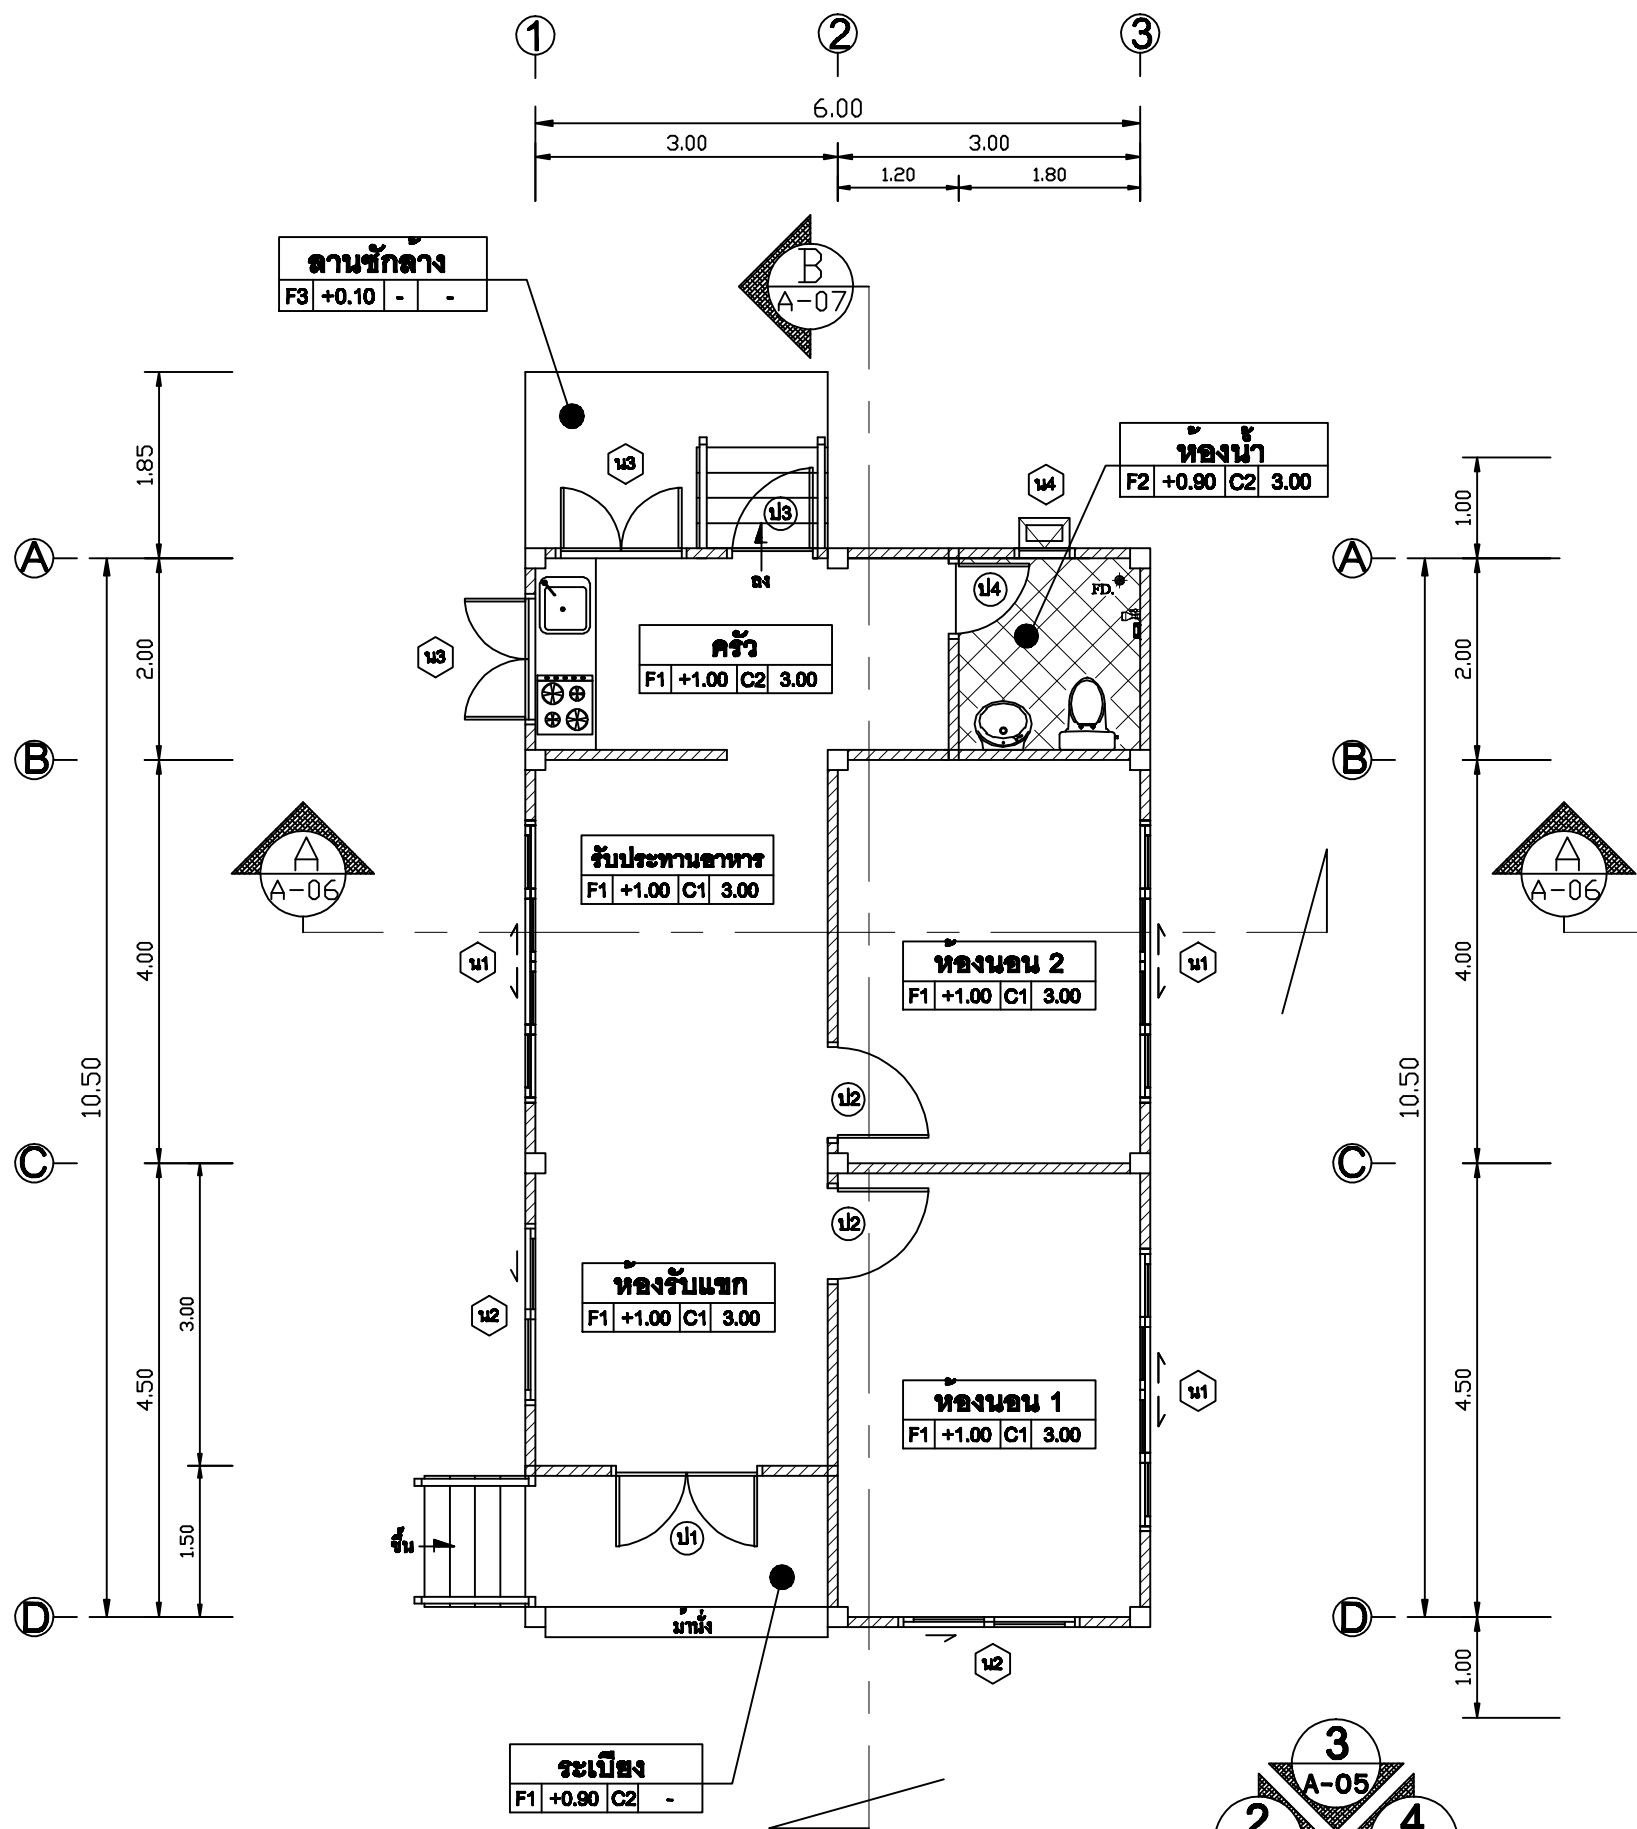 1 2 3
6.00
3.00 3.00
1.20 1.80
ลานซักล้าง
F3 +0.10 - -
B
A-07
ห้องน้ำ
F2 +0.90 C2 3.00
น3
น4
ป3
1.85
1.00
A
A
ลง
ป4
FD.
น3
2.00
ครัว
F1 +1.00 C2 3.00
2.00
B
B
A
A-06
รับประทานอาหาร
F1 +1.00 C1 3.00
A
A-06
4.00
น1
ห้องนอน 2
F1 +1.00 C1 3.00
น1
4.00
10.50
ป2
10.50
C
C
ป2
3.00
น2
ห้องรับแขก
F1 +1.00 C1 3.00
4.50
ห้องนอน 1
F1 +1.00 C1 3.00
น1
4.50
1.50
ขึ้น
ป1
D
ม้านั่ง
D
น2
1.00
ระเบียง
F1 +0.90 C2 -
3
A-05
2 4